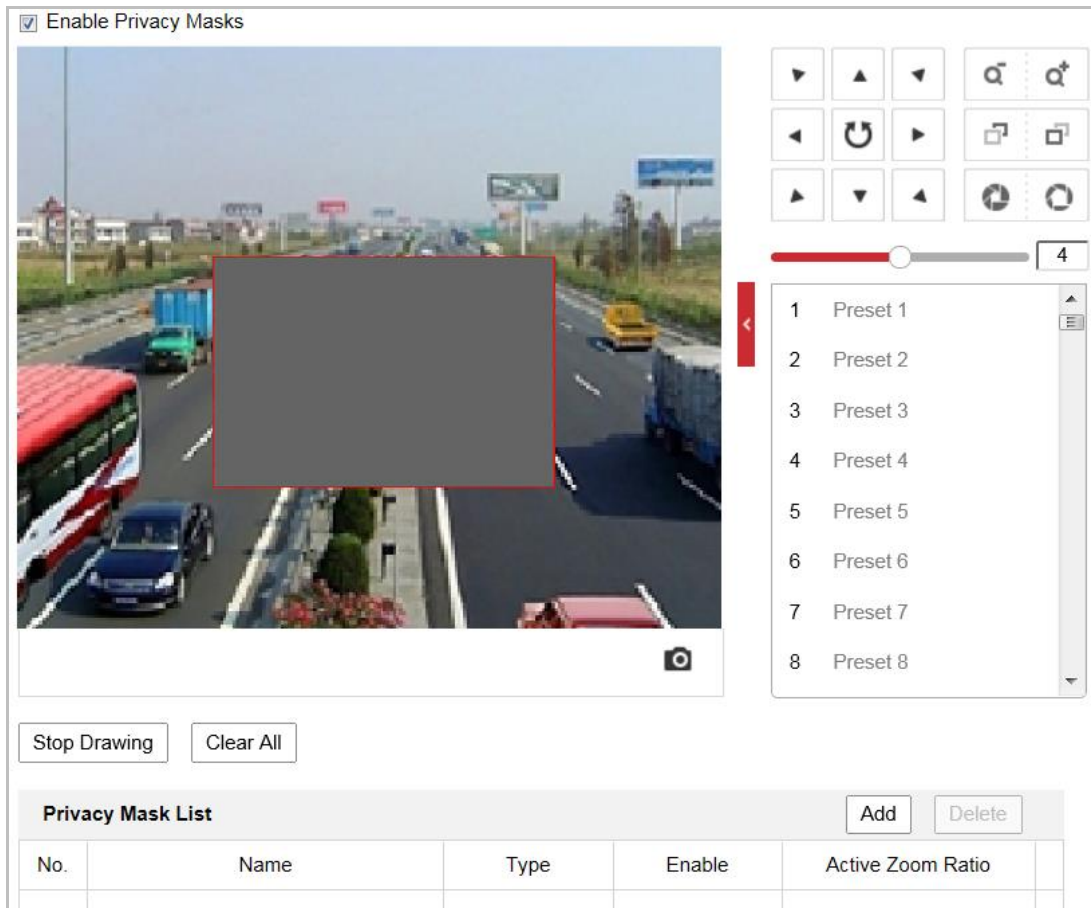 Enable Privacy Masks
4
1 Preset 1
2 Preset 2
3 Preset 3
4 Preset 4
5 Preset 5
6 Preset 6
7 Preset 7
8 Preset 8
Stop Drawing Clear All
Privacy Mask List Add Delete
No. Name Type Enable Active Zoom Ratio